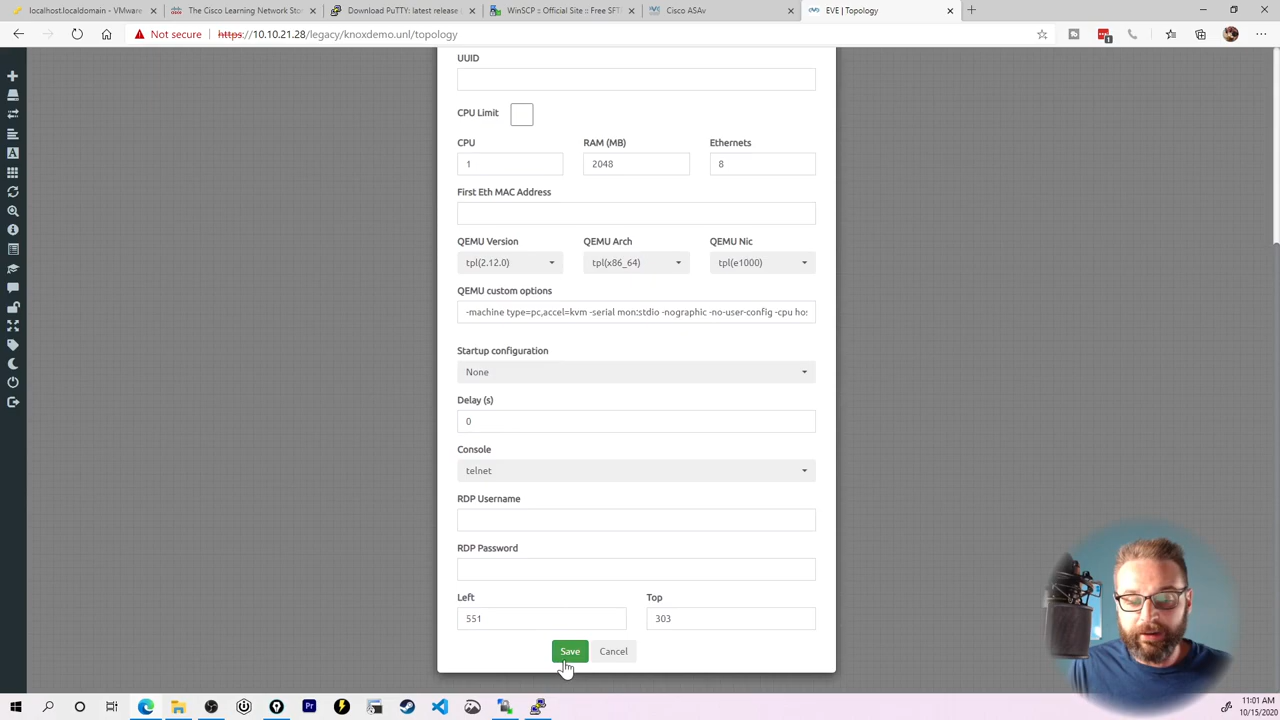 localhost.localdomain - VMware
The Cisco Learning Network Sto
Download PuTTY: latest release
WinSCP :: Official Site :: Free SFT
Cisco ASAv
EVE | Topology
Not secure
https://10.10.21.28/legacy/knoxdemo.unl/topology
UUID
CPU Limit
CPU RAM (MB) Ethernets
1 2048 8
First Eth MAC Address
QEMU Version QEMU Arch QEMU Nic
tpl(2.12.0) tpl(x86_64) tpl(e1000)
QEMU custom options
-machine type=pc,accel=kvm -serial mon:stdio -nographic -no-user-config -cpu hos
Startup configuration
None
Delay (s)
0
Console
telnet
RDP Username
RDP Password
Left Top
551 303
Save Cancel
11:01 AM
10/15/2020